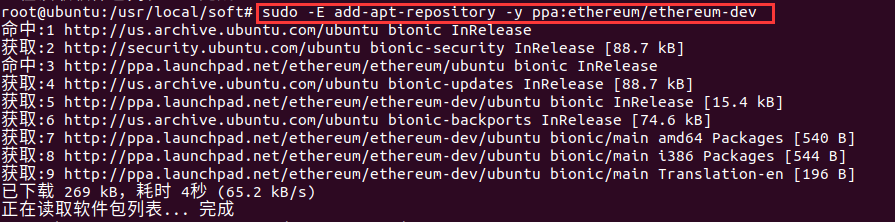 root@ubuntu:/usr/local/soft# sudo -E add-apt-repository -y ppa:ethereum/ethereum-dev
命中:1 http://us.archive.ubuntu.com/ubuntu bionic InRelease
获取:2 http://security.ubuntu.com/ubuntu bionic-security InRelease [88.7 kB]
命中:3 http://ppa.launchpad.net/ethereum/ethereum/ubuntu bionic InRelease
获取:4 http://us.archive.ubuntu.com/ubuntu bionic-updates InRelease [88.7 kB]
获取:5 http://ppa.launchpad.net/ethereum/ethereum-dev/ubuntu bionic InRelease [15.4 kB]
获取:6 http://us.archive.ubuntu.com/ubuntu bionic-backports InRelease [74.6 kB]
获取:7 http://ppa.launchpad.net/ethereum/ethereum-dev/ubuntu bionic/main amd64 Packages [540 B]
获取:8 http://ppa.launchpad.net/ethereum/ethereum-dev/ubuntu bionic/main i386 Packages [544 B]
获取:9 http://ppa.launchpad.net/ethereum/ethereum-dev/ubuntu bionic/main Translation-en [196 B]
已下载 269 kB，耗时 4秒 (65.2 kB/s)
正在读取软件包列表... 完成